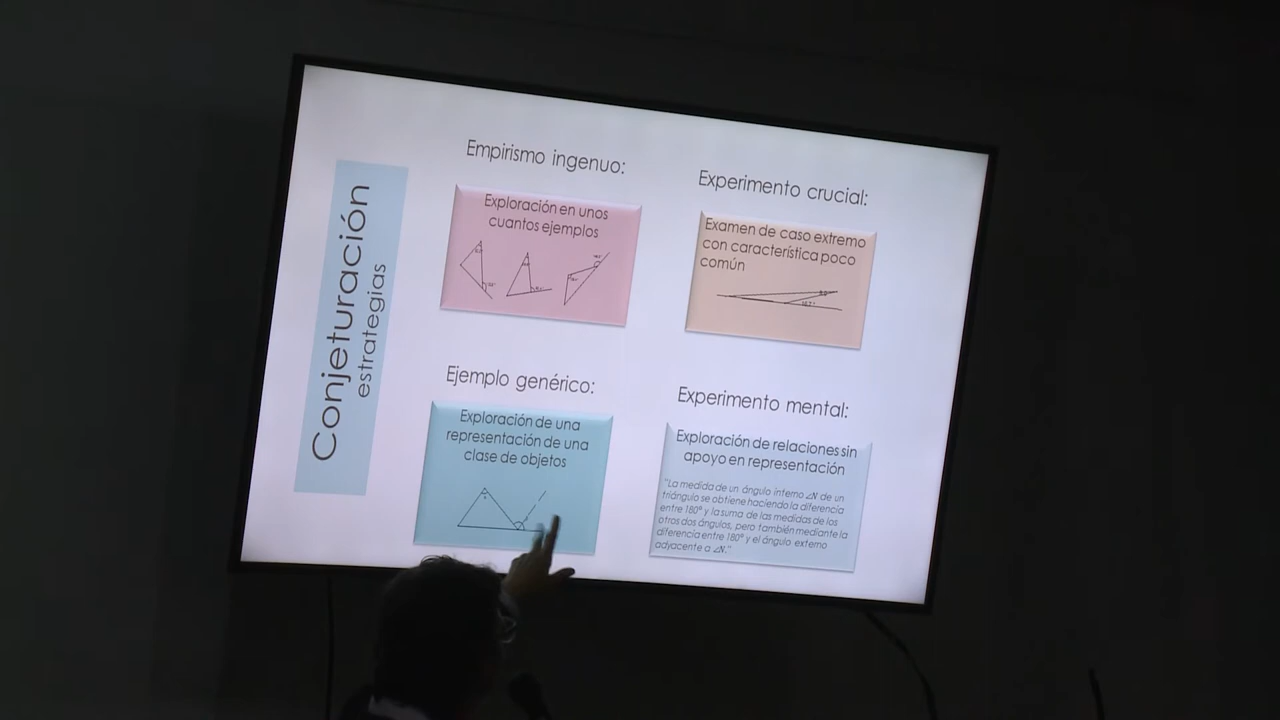 Conjeturación
estrategias
Empirismo ingenuo:
Exploración en unos
cuantos ejemplos
Experimento crucial:
Examen de caso extremo
con característica poco
común
Ejemplo genérico:
Exploración de una
representación de una
clase de objetos
Experimento mental:
Exploración de relaciones sin
apoyo en representación
"La medida de un ángulo interno ∠N de un
triángulo se obtiene haciendo la diferencia
entre 180° y la suma de las medidas de los
otros dos ángulos, pero también mediante la
diferencia entre 180° y el ángulo externo
adyacente a ∠N."